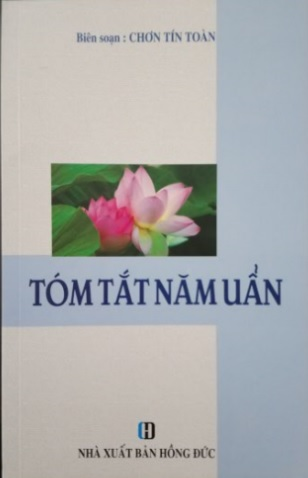 Biên soạn : CHƠN TÍN TOÀN
TÓM TẮT NĂM UẨN
NHÀ XUẤT BẢN HỒNG ĐỨC